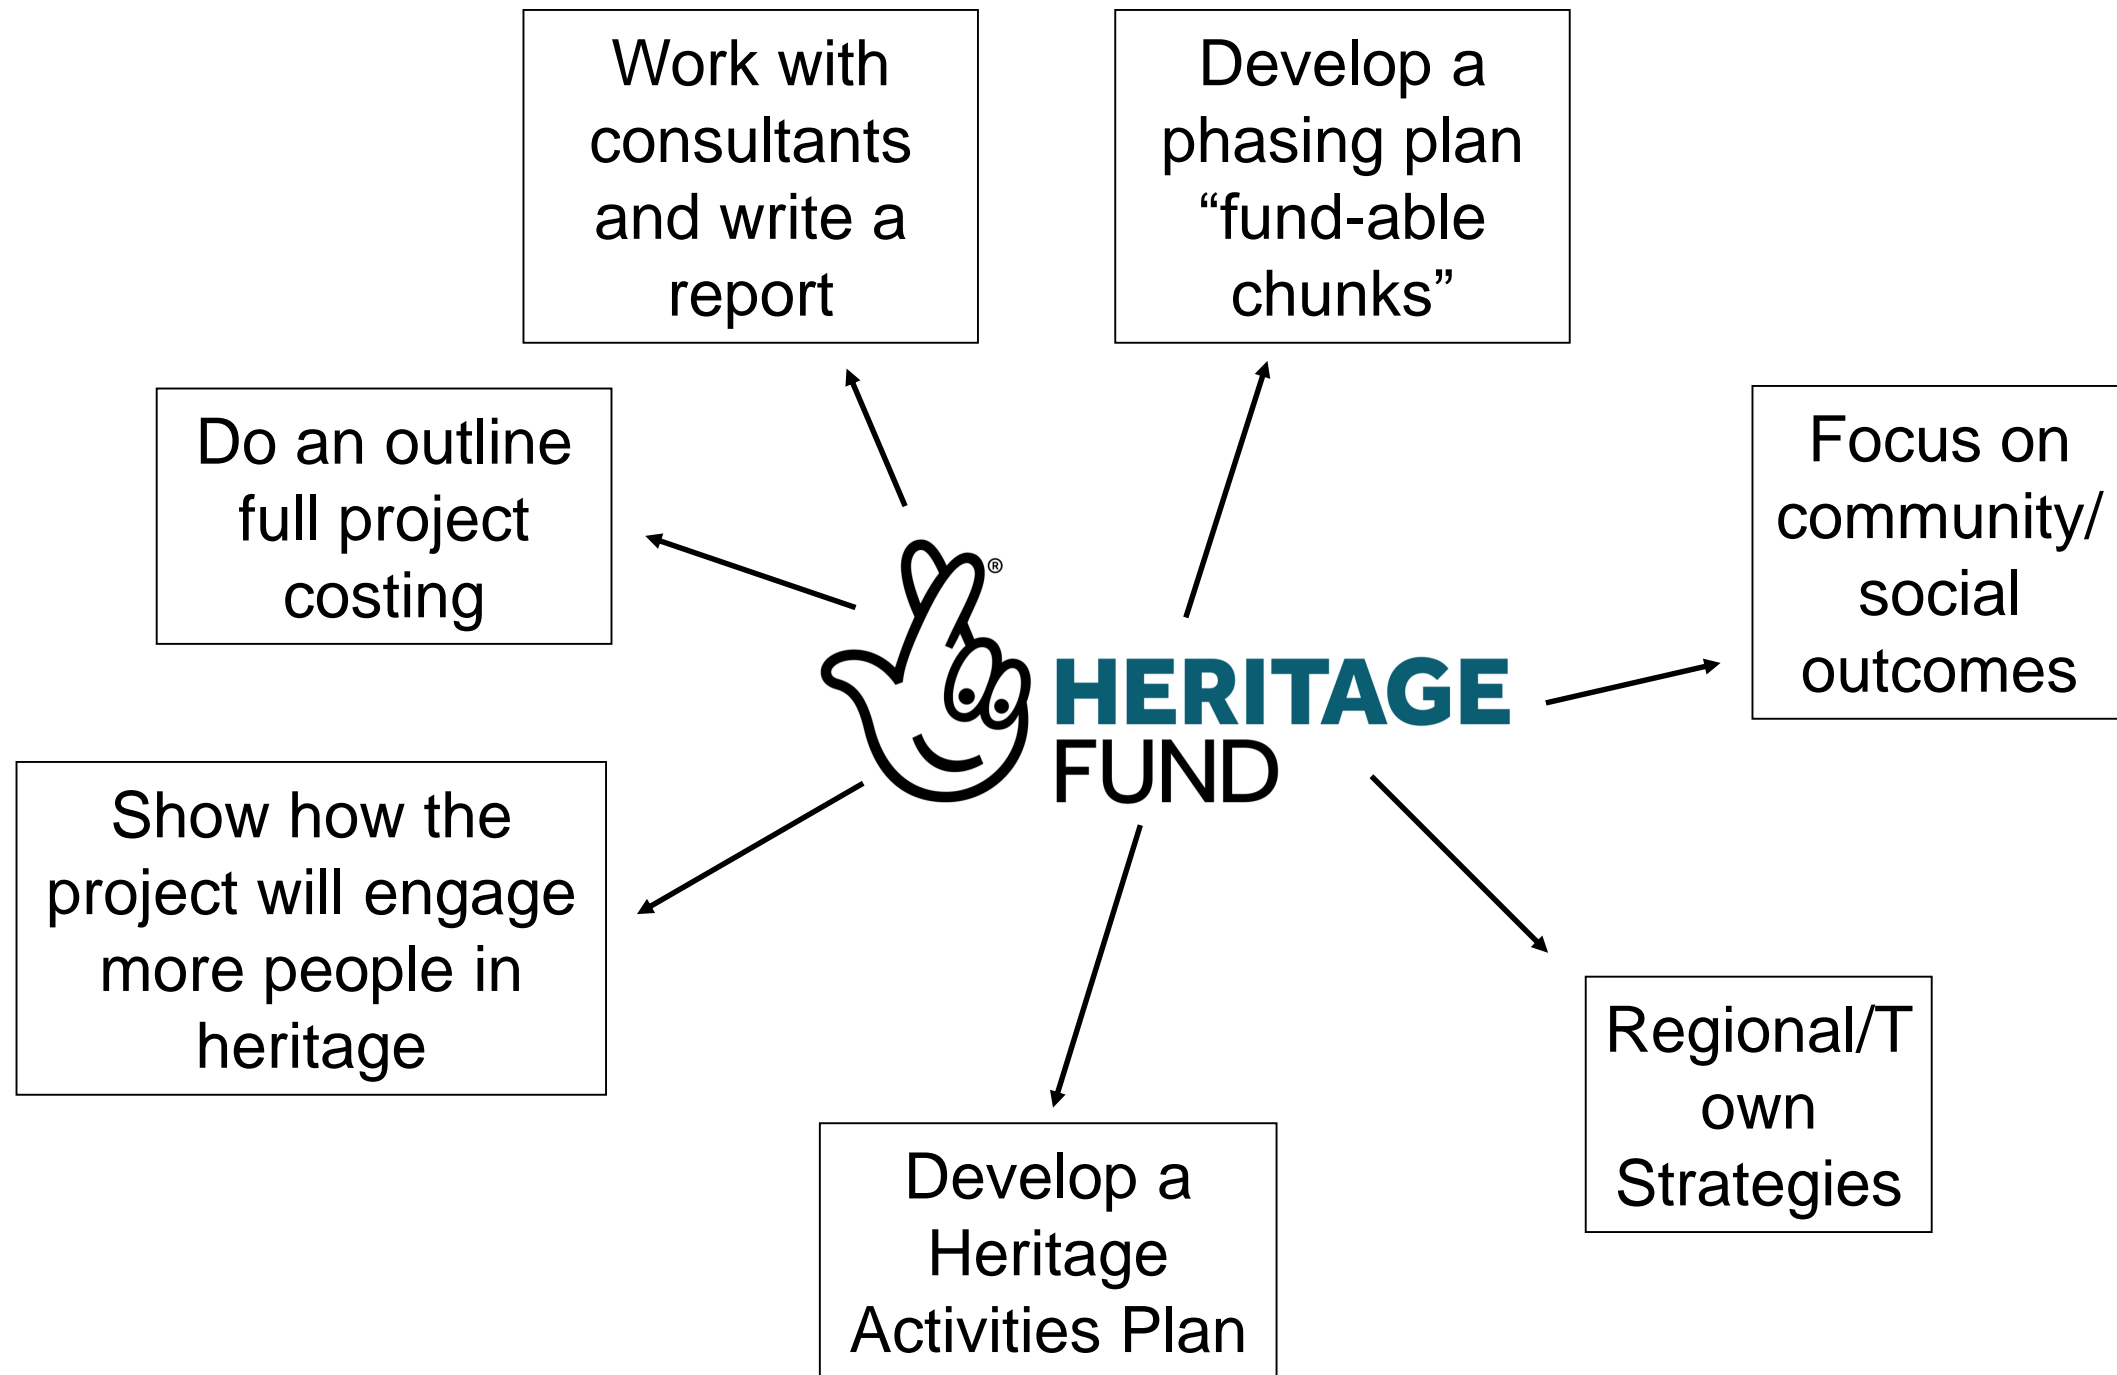 Work with
consultants
and write a
report
Develop a
phasing plan
“fund-able
chunks”
Do an outline
full project
costing
Focus on
community/
social
outcomes
®
HERITAGE
FUND
Show how the
project will engage
more people in
heritage
Regional/T
own
Strategies
Develop a
Heritage
Activities Plan